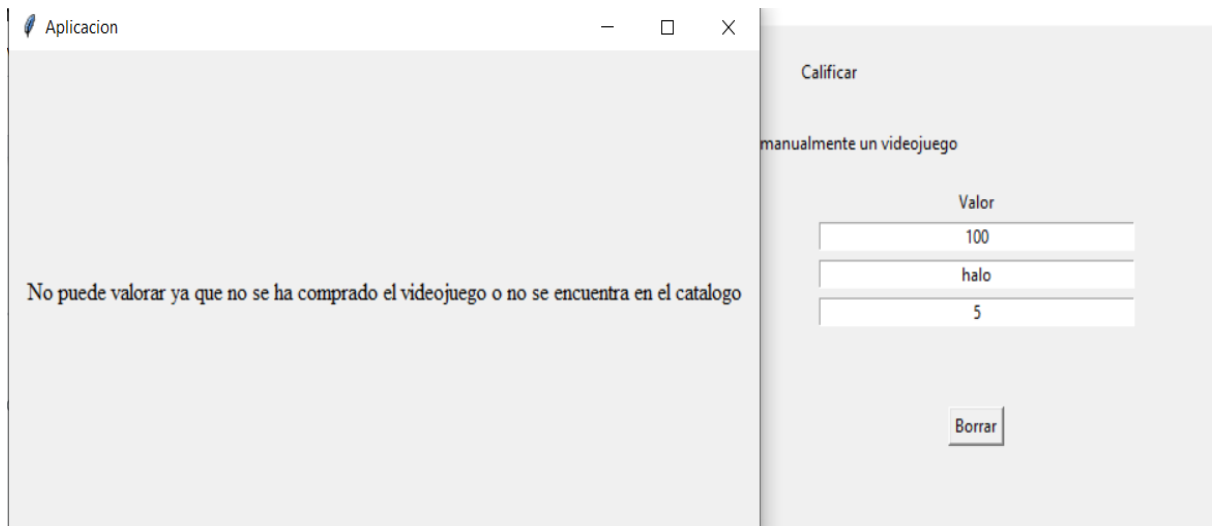 Aplicacion
No puede valorar ya que no se ha comprado el videojuego o no se encuentra en el catalogo
Calificar
manualmente un videojuego
Valor
100
halo
5
Borrar